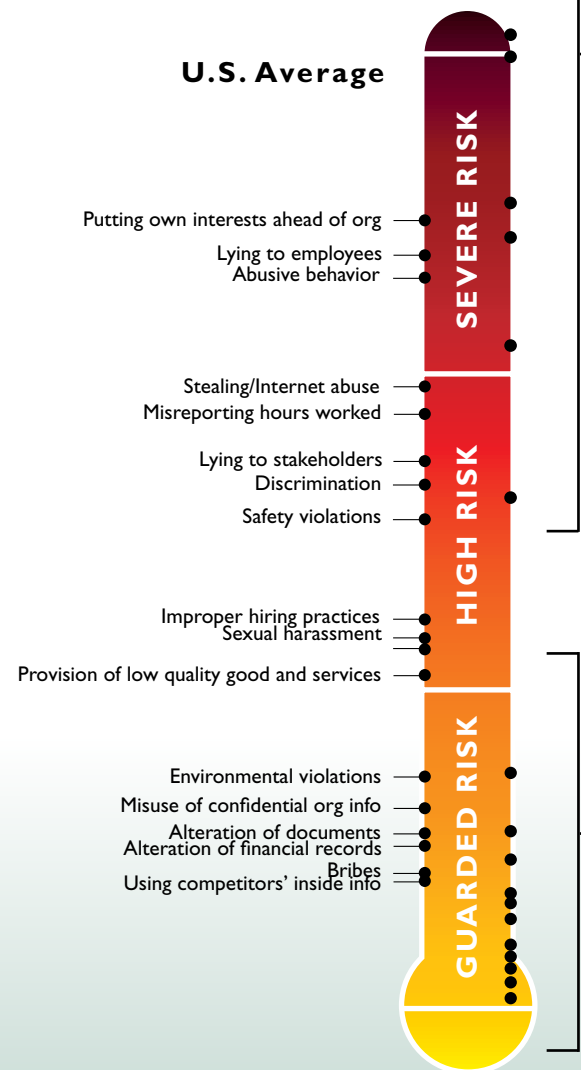 U.S. Average
SEVERE RISK
Putting own interests ahead of org
Lying to employees
Abusive behavior
Stealing/Internet abuse
Misreporting hours worked
HIGH RISK
Lying to stakeholders
Discrimination
Safety violations
Improper hiring practices
Sexual harassment
Provision of low quality good and services
GUARDED RISK
Environmental violations
Misuse of confidential org info
Alteration of documents
Alteration of financial records
Bribes
Using competitors’ inside info